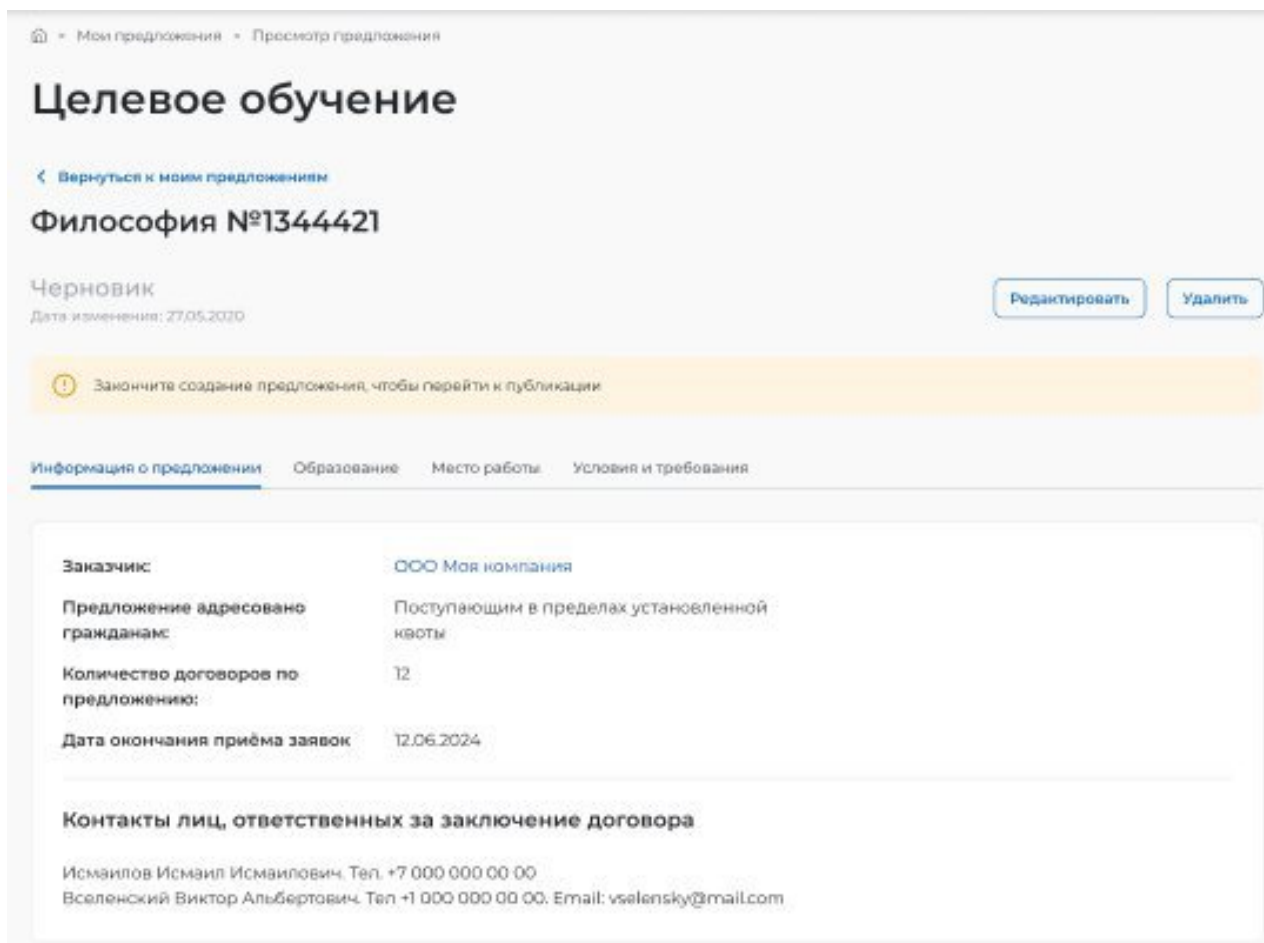 Мои предложения • Просмотр предложения
Целевое обучение
Вернуться к моим предложениям
Философия №1344421
Черновик
Дата изменения: 27.05.2020
Редактировать
Удалить
Закончите создание предложения, чтобы перейти к публикации
Информация о предложении Образование Место работы Условия и требования
Заказчик: ООО Моя компания
Предложение адресовано Поступающим в пределах установленной
гражданам: квоты
Количество договоров по 12
предложению:
Дата окончания приёма заявок 12.06.2024
Контакты лиц, ответственных за заключение договора
Исмаилов Исмаил Исмаилович. Тел. +7 000 000 00 00
Вселенский Виктор Альбертович. Тел +1 000 000 00 00. Email: vselensky@mail.com